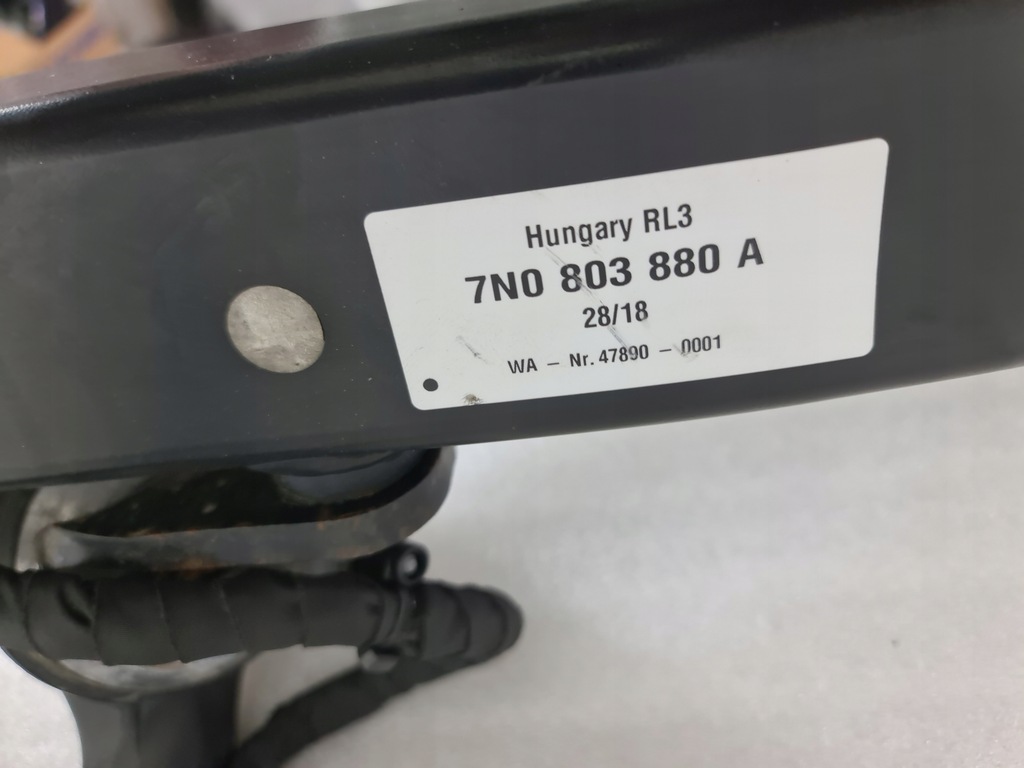 Hungary RL3
7N0 803 880 A
28/18
WA – Nr. 47890 – 0001